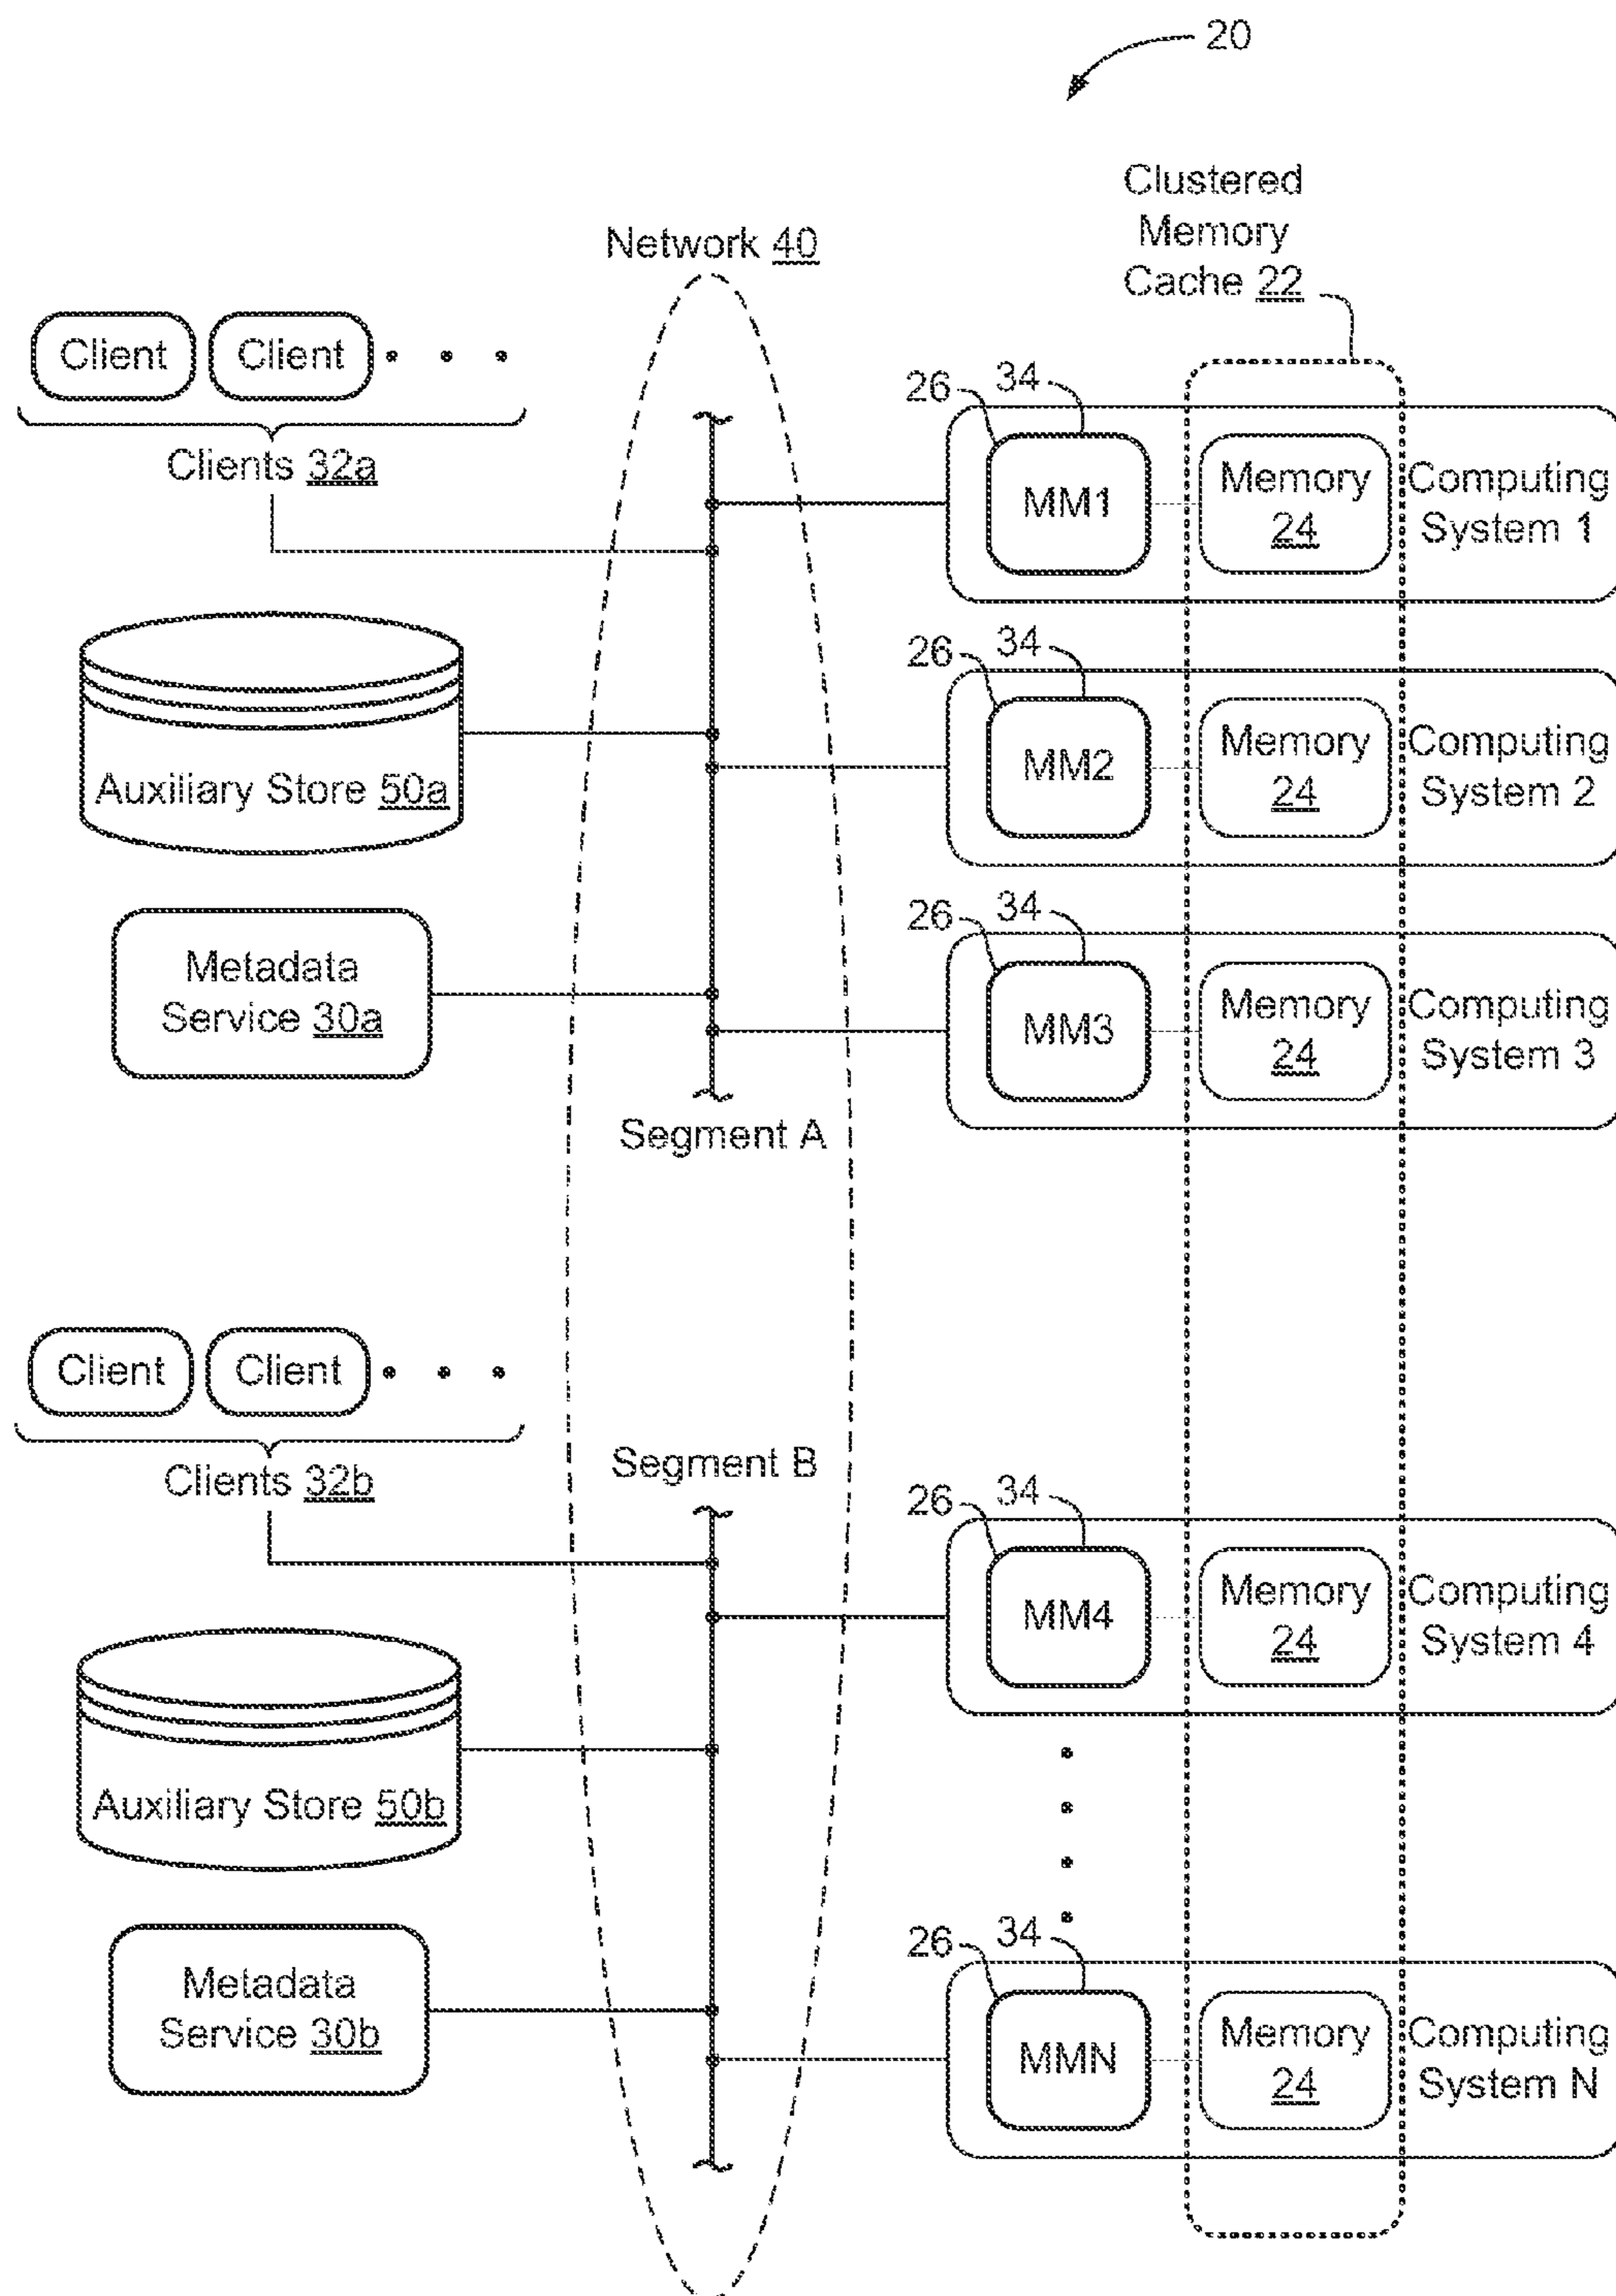 20
Clustered
Memory
Cache 22
Network 40
Client
Client
Clients 32a
26
34
MM1
Memory
24
Computing
System 1
Auxiliary Store 50a
26
34
MM2
Memory
24
Computing
System 2
Metadata
Service 30a
26
34
MM3
Memory
24
Computing
System 3
Segment A
Client
Client
Clients 32b
Segment B
26
34
MM4
Memory
24
Computing
System 4
Auxiliary Store 50b
Metadata
Service 30b
26
34
MMN
Memory
24
Computing
System N